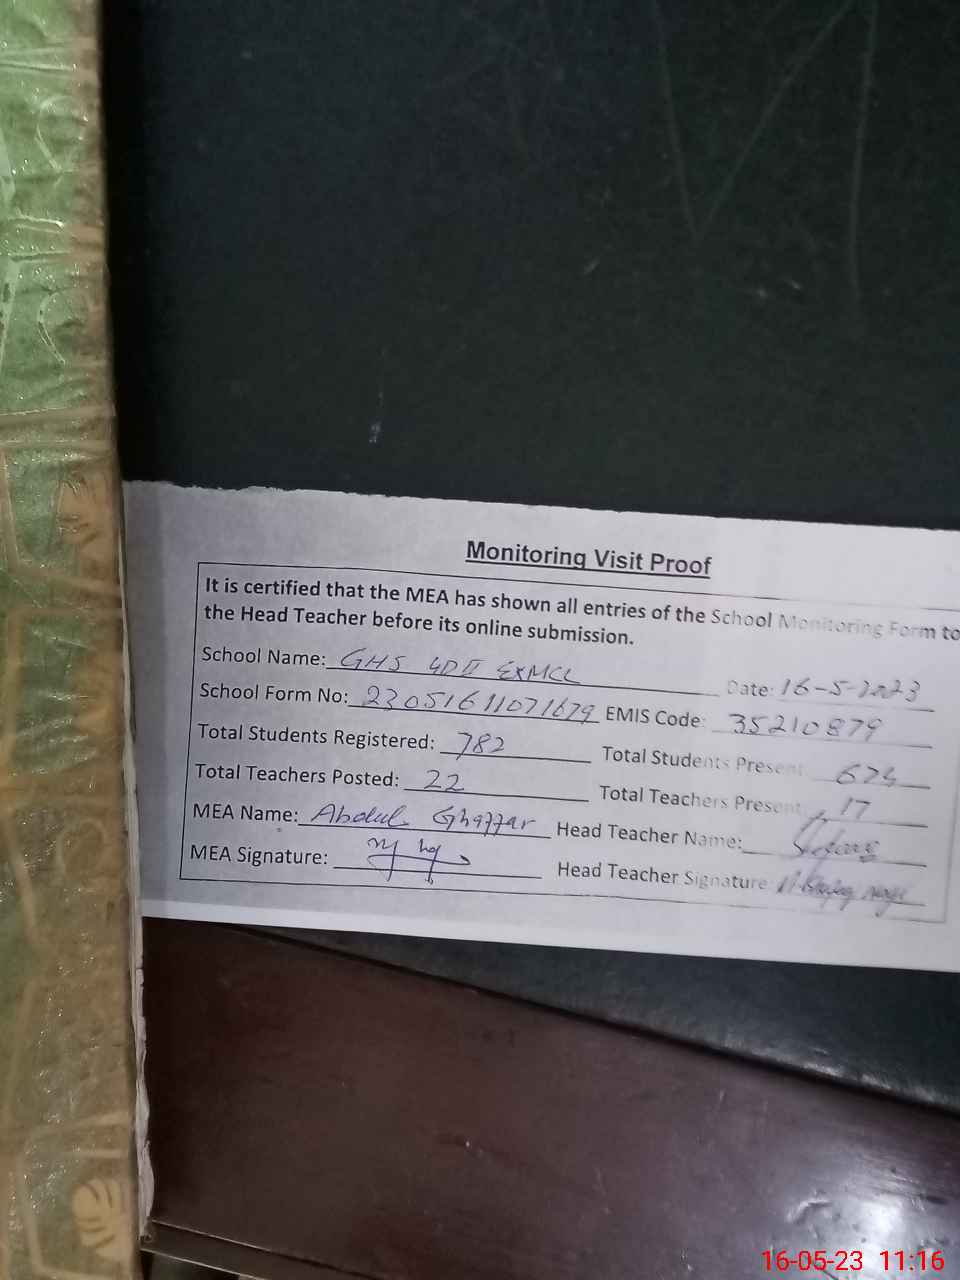 Monitoring Visit Proof
It is certified that the MEA has shown all entries of the School Monitoring Form to
the Head Teacher before its online submission.
School Name: GHS 4DII EXMCL Date: 16-5-2023
School Form No: 23051611071679 EMIS Code: 35210879
Total Students Registered: 782 Total Students Present
Total Teachers Posted: 22 Total Teachers Present 17
MEA Name: Abdul Ghaffar Head Teacher Name:
MEA Signature: Head Teacher Signature
16-05-23 11:16